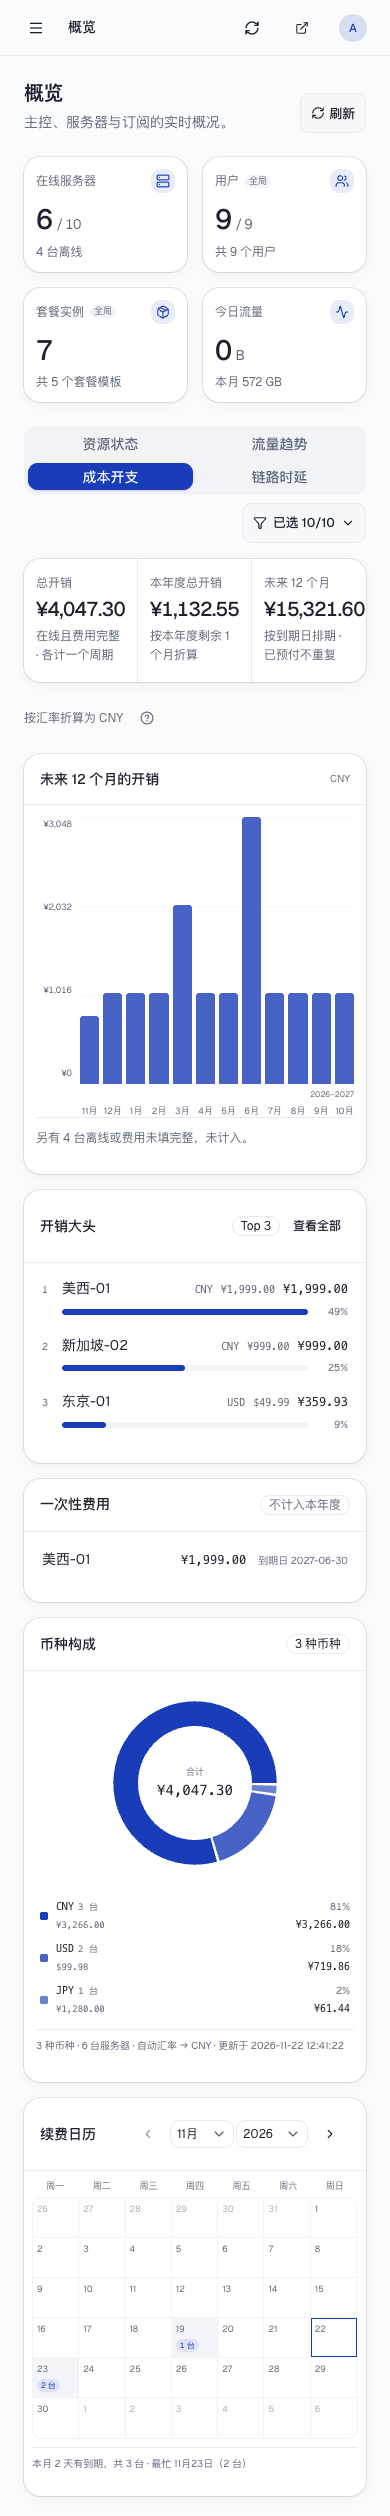 概览
A
概览
主控、服务器与订阅的实时概况。
刷新
在线服务器
6 / 10
4 台离线
用户 全局
9 / 9
共 9 个用户
套餐实例 全局
7
共 5 个套餐模板
今日流量
0 B
本月 572 GB
资源状态 流量趋势
成本开支 链路时延
已选 10/10
总开销
¥4,047.30
在线且费用完整
· 各计一个周期
本年度总开销
¥1,132.55
按本年度剩余 1
个月折算
未来 12 个月
¥15,321.60
按到期日排期 ·
已预付不重复
按汇率折算为 CNY
未来 12 个月的开销 CNY
¥3,048
¥2,032
¥1,016
¥0
2026–2027
11月 12月 1月 2月 3月 4月 5月 6月 7月 8月 9月 10月
另有 4 台离线或费用未填完整，未计入。
开销大头 Top 3 查看全部
1 美西-01 CNY ¥1,999.00 ¥1,999.00
49%
2 新加坡-02 CNY ¥999.00 ¥999.00
25%
3 东京-01 USD $49.99 ¥359.93
9%
一次性费用 不计入本年度
美西-01 ¥1,999.00 到期日 2027-06-30
币种构成 3 种币种
合计
¥4,047.30
CNY 3 台 81%
¥3,266.00 ¥3,266.00
USD 2 台 18%
$99.98 ¥719.86
JPY 1 台 2%
¥1,280.00 ¥61.44
3 种币种 · 6 台服务器 · 自动汇率 → CNY · 更新于 2026-11-22 12:41:22
续费日历 11月 2026
周一 周二 周三 周四 周五 周六 周日
26 27 28 29 30 31 1
2 3 4 5 6 7 8
9 10 11 12 13 14 15
16 17 18 19 20 21 22
1 台
23 24 25 26 27 28 29
2 台
30 1 2 3 4 5 6
本月 2 天有到期，共 3 台 · 最忙 11月23日（2 台）